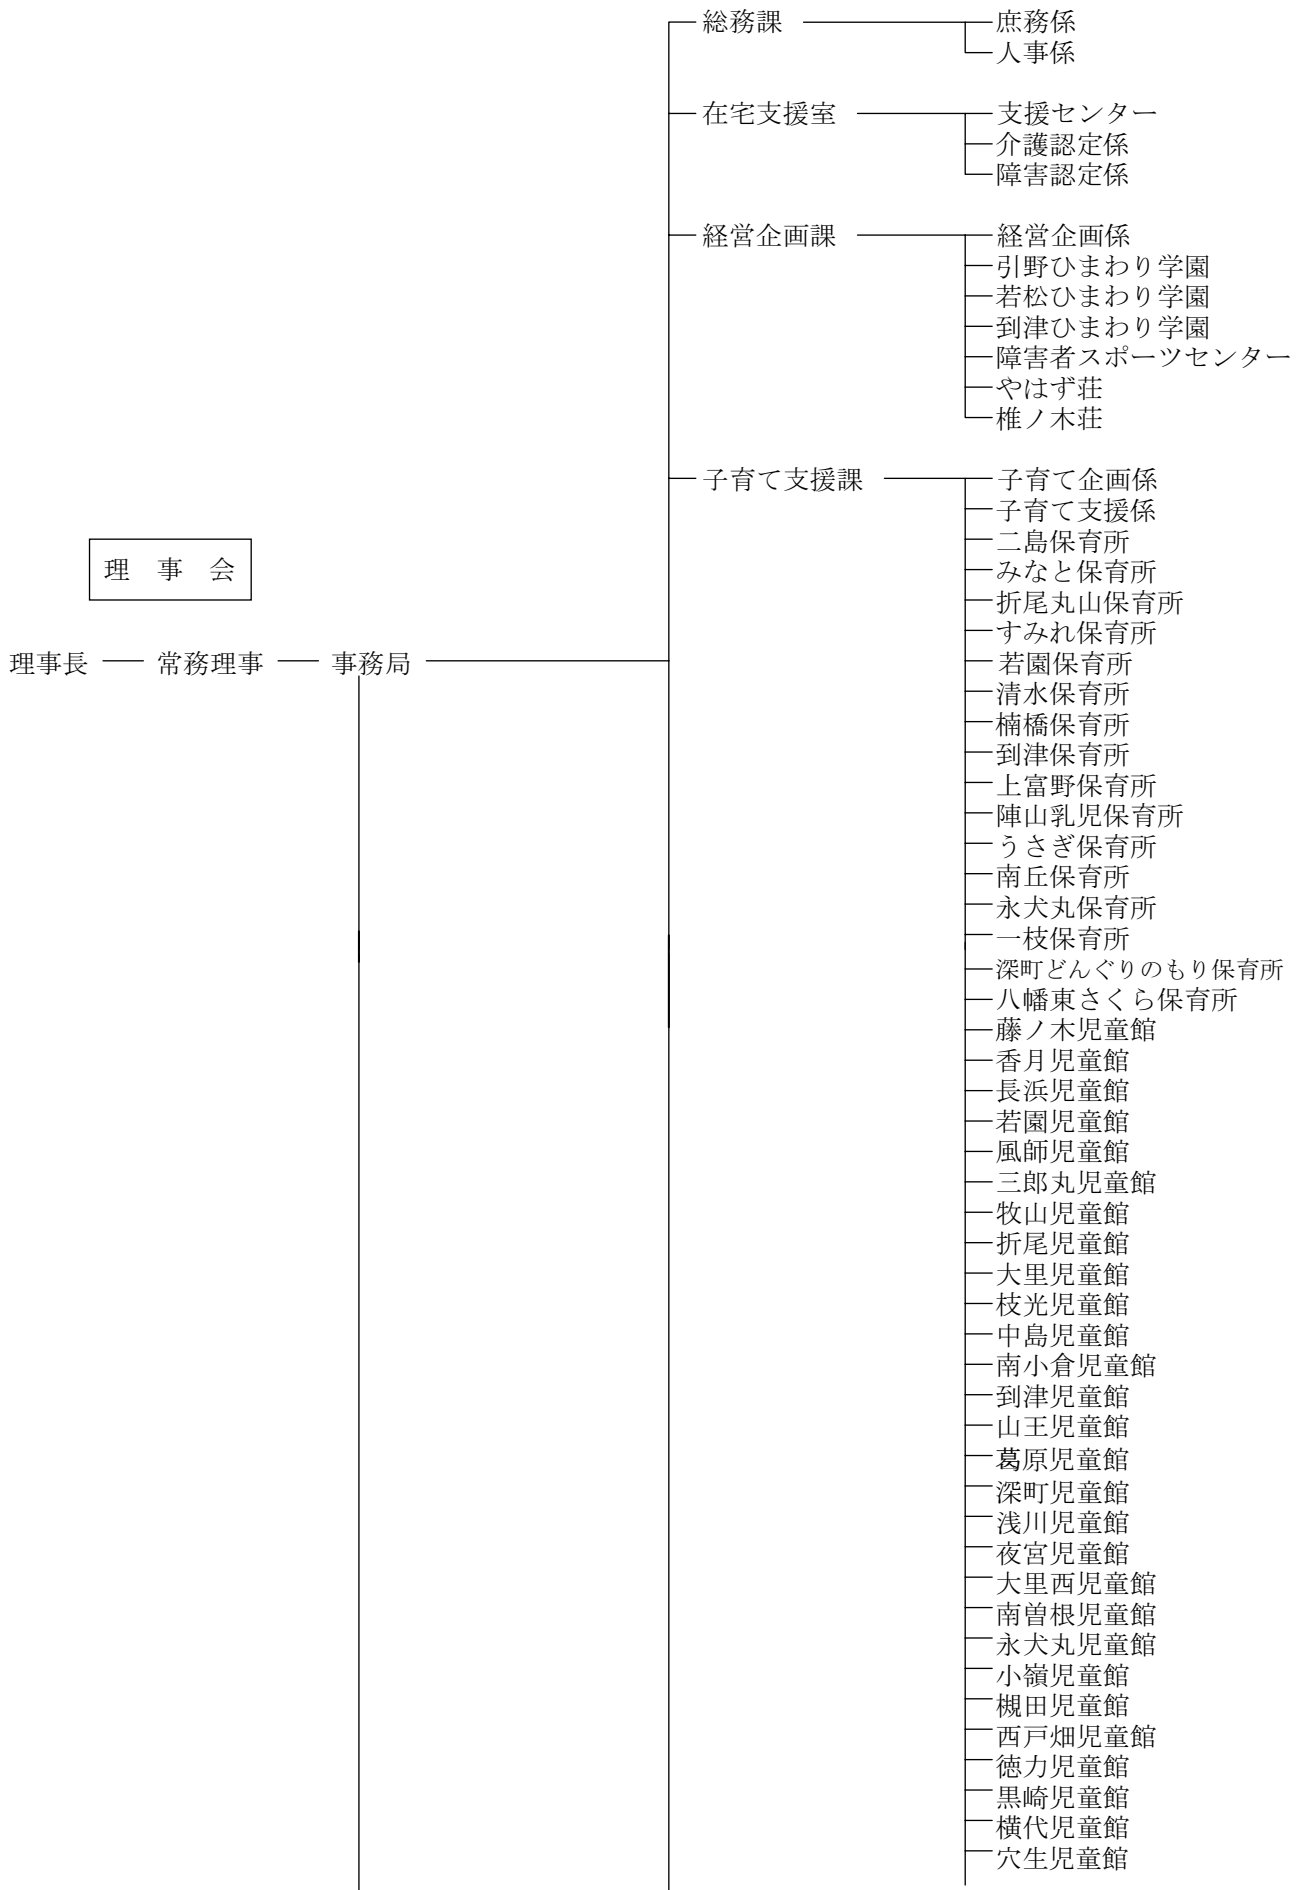 総務課 庶務係
人事係
在宅支援室 支援センター
介護認定係
障害認定係
経営企画課 経営企画係
引野ひまわり学園
若松ひまわり学園
到津ひまわり学園
障害者スポーツセンター
やはず荘
椎ノ木荘
子育て支援課 子育て企画係
子育て支援係
二島保育所
理 事 会 みなと保育所
折尾丸山保育所
すみれ保育所
理事長 常務理事 事務局 若園保育所
清水保育所
楠橋保育所
到津保育所
上富野保育所
陣山乳児保育所
うさぎ保育所
南丘保育所
永犬丸保育所
一枝保育所
深町どんぐりのもり保育所
八幡東さくら保育所
藤ノ木児童館
香月児童館
長浜児童館
若園児童館
風師児童館
三郎丸児童館
牧山児童館
折尾児童館
大里児童館
枝光児童館
中島児童館
南小倉児童館
到津児童館
山王児童館
葛原児童館
深町児童館
浅川児童館
夜宮児童館
大里西児童館
南曽根児童館
永犬丸児童館
小嶺児童館
槻田児童館
西戸畑児童館
徳力児童館
黒崎児童館
横代児童館
穴生児童館